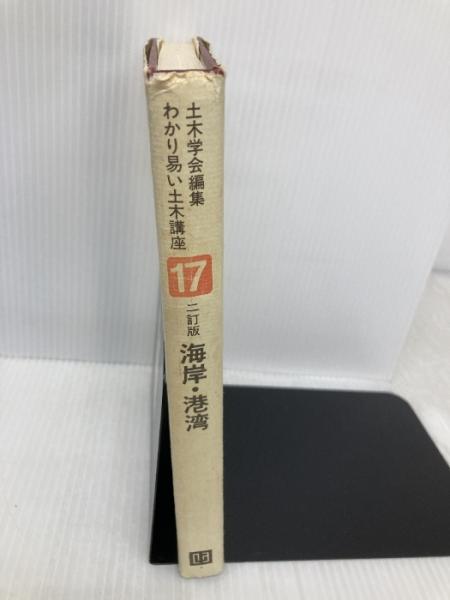 土木学会編集
わかり易い土木講座
17
二訂版
海岸・港湾